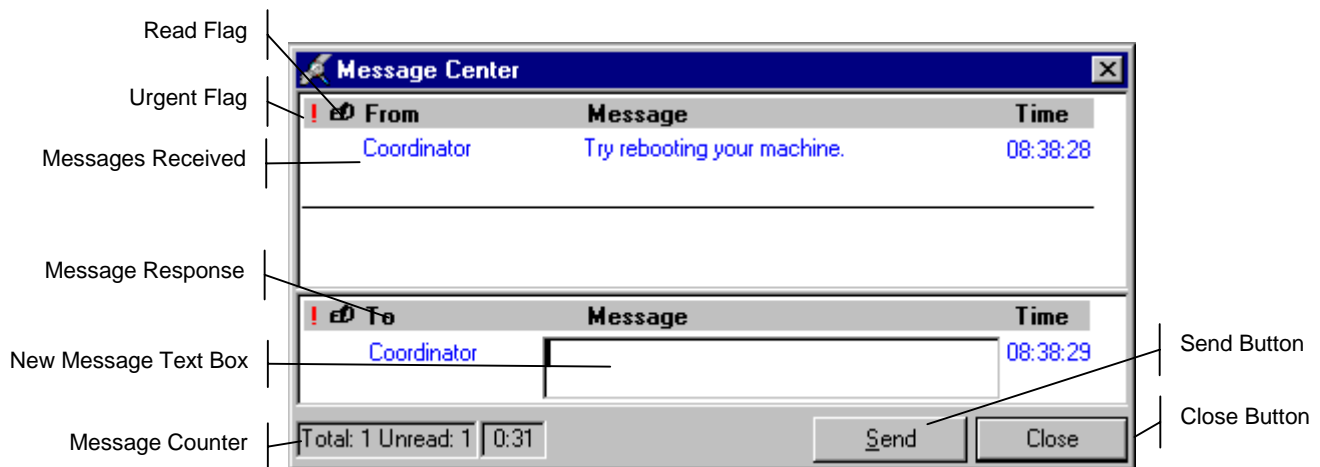 Read Flag
Message Center
Urgent Flag
! From Message Time
Messages Received
Coordinator Try rebooting your machine. 08:38:28
Message Response
! To Message Time
New Message Text Box
Coordinator 08:38:29
Send Button
Message Counter
Total: 1 Unread: 1 0:31 Send Close
Close Button